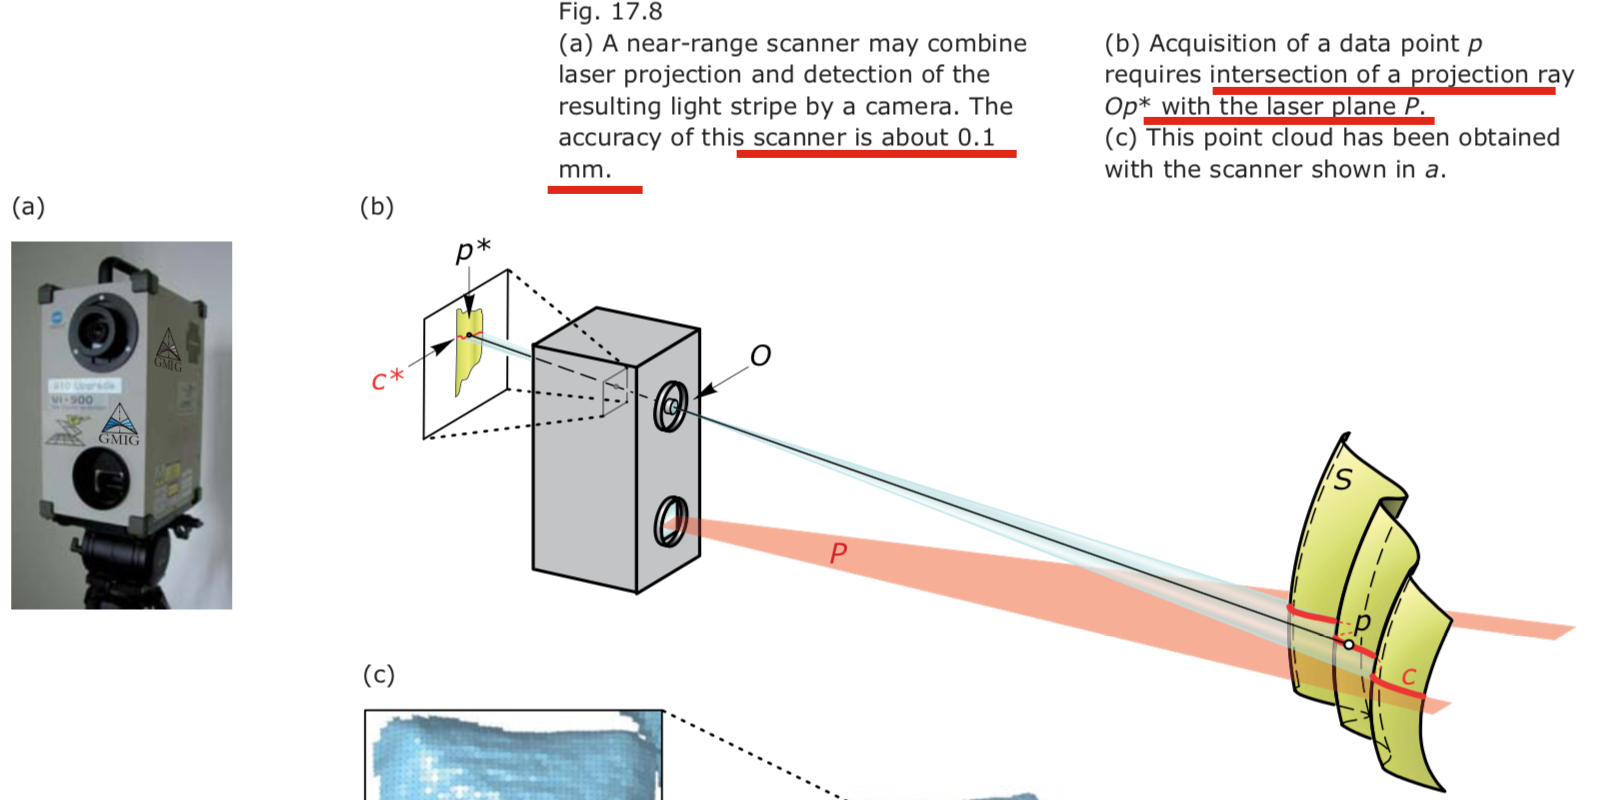 Fig. 17.8
(a) A near-range scanner may combine
laser projection and detection of the
resulting light stripe by a camera. The
accuracy of this scanner is about 0.1
mm.
(b) Acquisition of a data point p
requires intersection of a projection ray
Op* with the laser plane P.
(c) This point cloud has been obtained
with the scanner shown in a.
(a)
GMIG
VI-900
GMIG
(b)
p*
c*
O
P
S
p
c
(c)